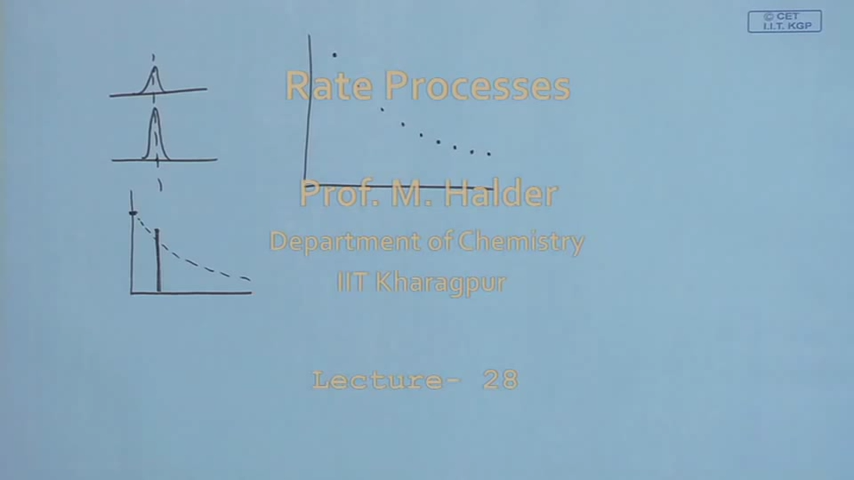 © CET
I.I.T. KGP
Rate Processes
Prof. M. Halder
Department of Chemistry
IIT Kharagpur
Lecture- 28